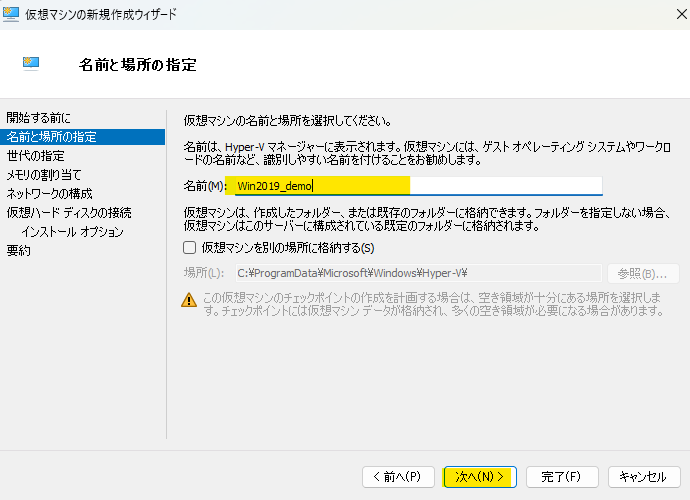 仮想マシンの新規作成ウィザード
名前と場所の指定
開始する前に
名前と場所の指定
世代の指定
メモリの割り当て
ネットワークの構成
仮想ハード ディスクの接続
インストール オプション
要約
仮想マシンの名前と場所を選択してください。
名前は、Hyper-V マネージャーに表示されます。仮想マシンには、ゲスト オペレーティング システムやワークロ
ードの名前など、識別しやすい名前を付けることをお勧めします。
名前(M): Win2019_demo
仮想マシンは、作成したフォルダー、または既存のフォルダーに格納できます。フォルダーを指定しない場合、
仮想マシンはこのサーバーに構成されている既定のフォルダーに格納されます。
仮想マシンを別の場所に格納する(S)
場所(L): C:¥ProgramData¥Microsoft¥Windows¥Hyper-V¥ 参照(B)...
この仮想マシンのチェックポイントの作成を計画する場合は、空き領域が十分にある場所を選択しま
す。チェックポイントには仮想マシン データが格納され、多くの空き領域が必要になる場合があります。
< 前へ(P) 次へ(N) > 完了(F) キャンセル